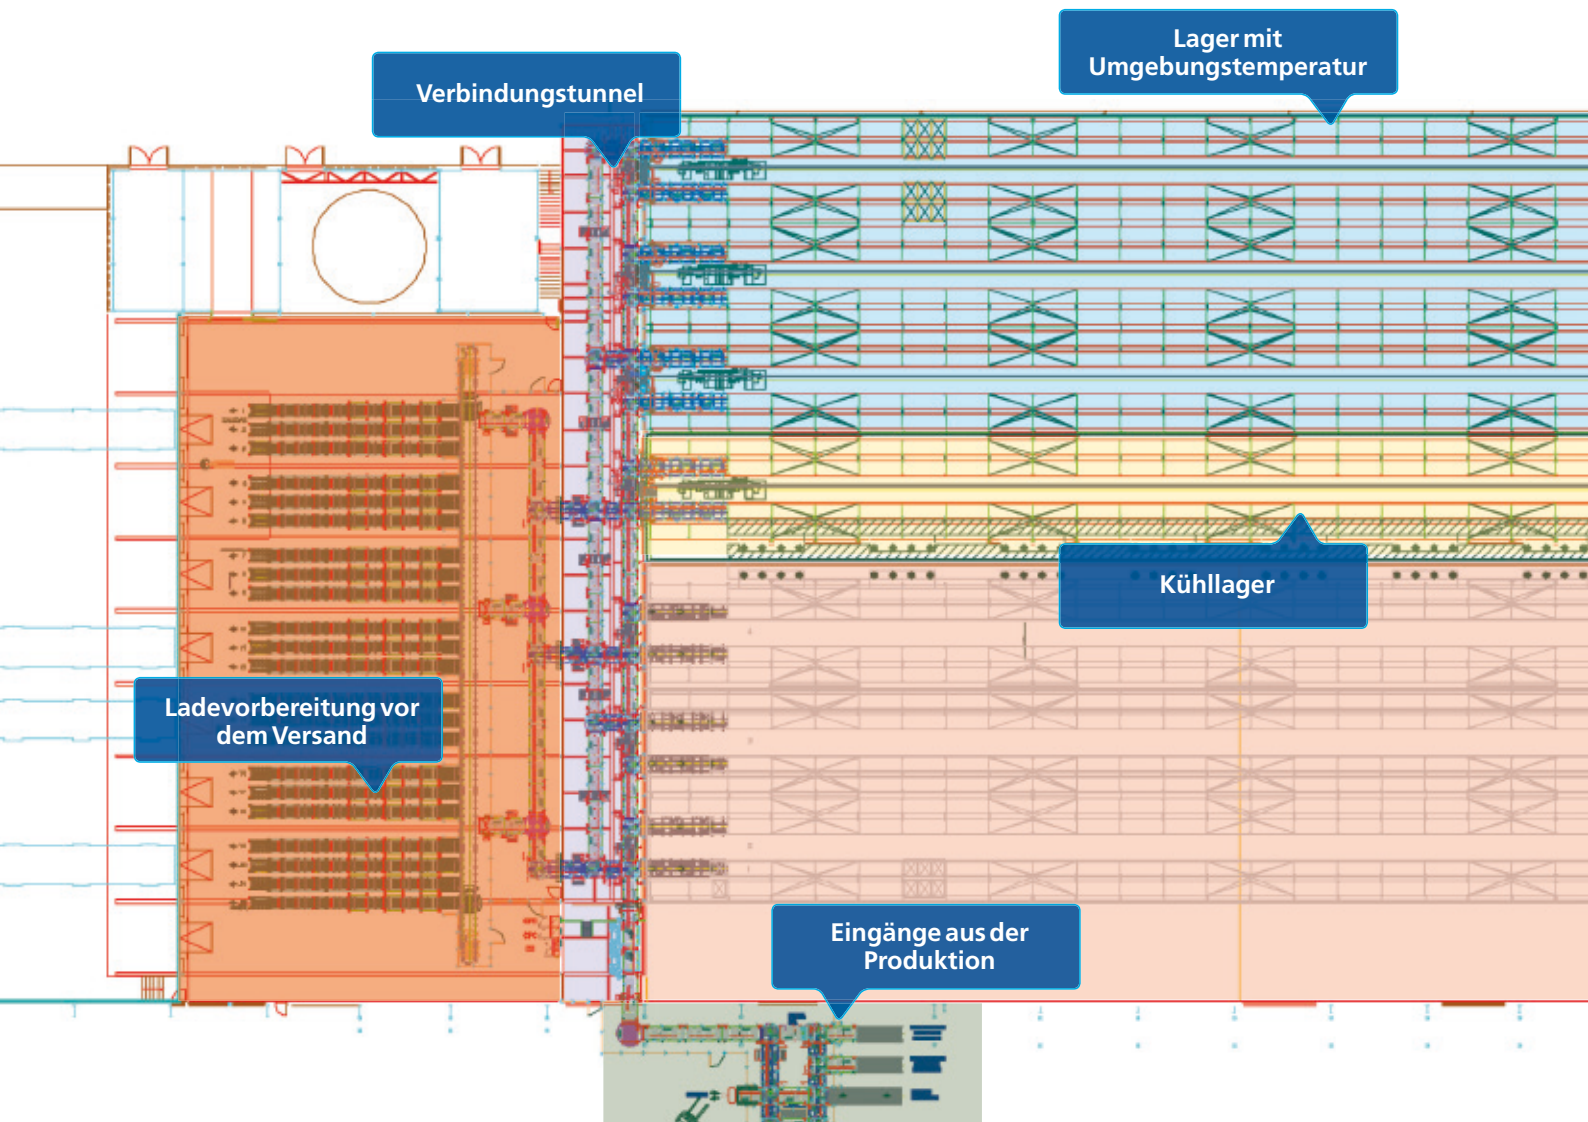 Lager mit
Umgebungstemperatur
Verbindungstunnel
Kühllager
Ladevorbereitung vor
dem Versand
Eingänge aus der
Produktion